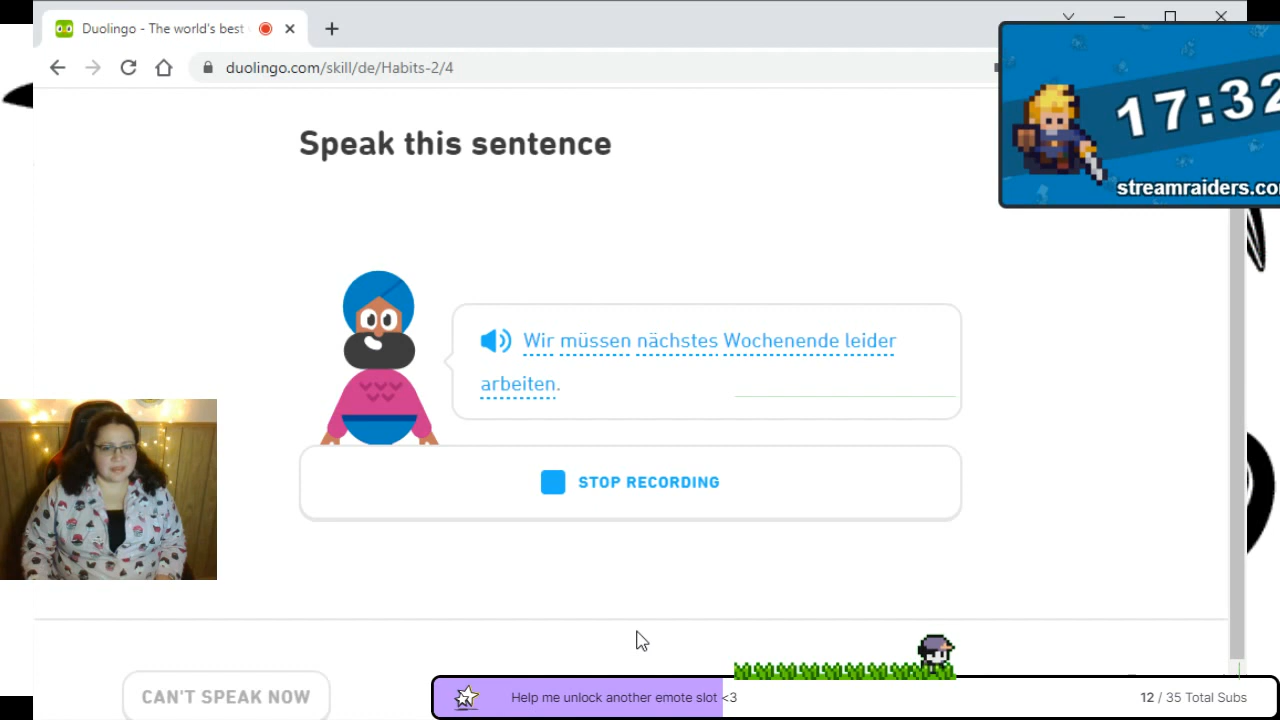 Duolingo - The world's best
duolingo.com/skill/de/Habits-2/4
17:32
streamraiders.co
Speak this sentence
Wir müssen nächstes Wochenende leider
arbeiten.
STOP RECORDING
CAN'T SPEAK NOW
Help me unlock another emote slot <3
12 / 35 Total Subs